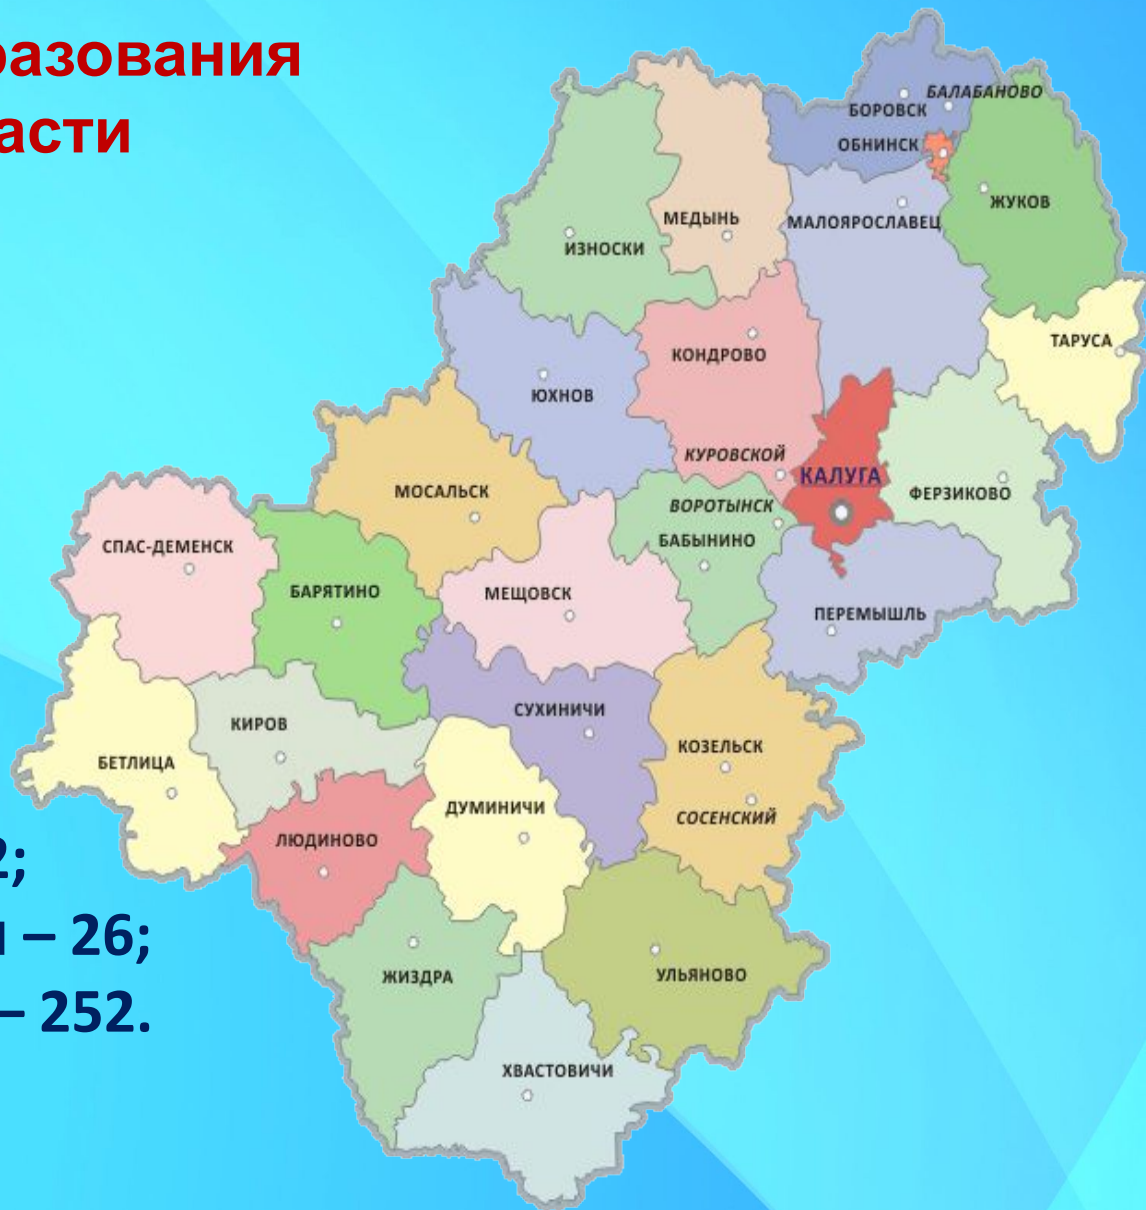 разования
асти
БАЛАБАНОВО
БОРОВСК
ОБНИНСК
ЖУКОВ
МЕДЫНЬ
МАЛОЯРОСЛАВЕЦ
ИЗНОСКИ
ТАРУСА
КОНДРОВО
ЮХНОВ
КУРОВСКОЙ
КАЛУГА
МОСАЛЬСК
ФЕРЗИКОВО
ВОРОТЫНСК
БАБЫНИНО
СПАС-ДЕМЕНСК
БАРЯТИНО
МЕЩОВСК
ПЕРЕМЫШЛЬ
СУХИНИЧИ
КИРОВ
КОЗЕЛЬСК
БЕТЛИЦА
ДУМИНИЧИ
СОСЕНСКИЙ
ЛЮДИНОВО
2;
– 26;
– 252.
ЖИЗДРА
УЛЬЯНОВО
ХВАСТОВИЧИ